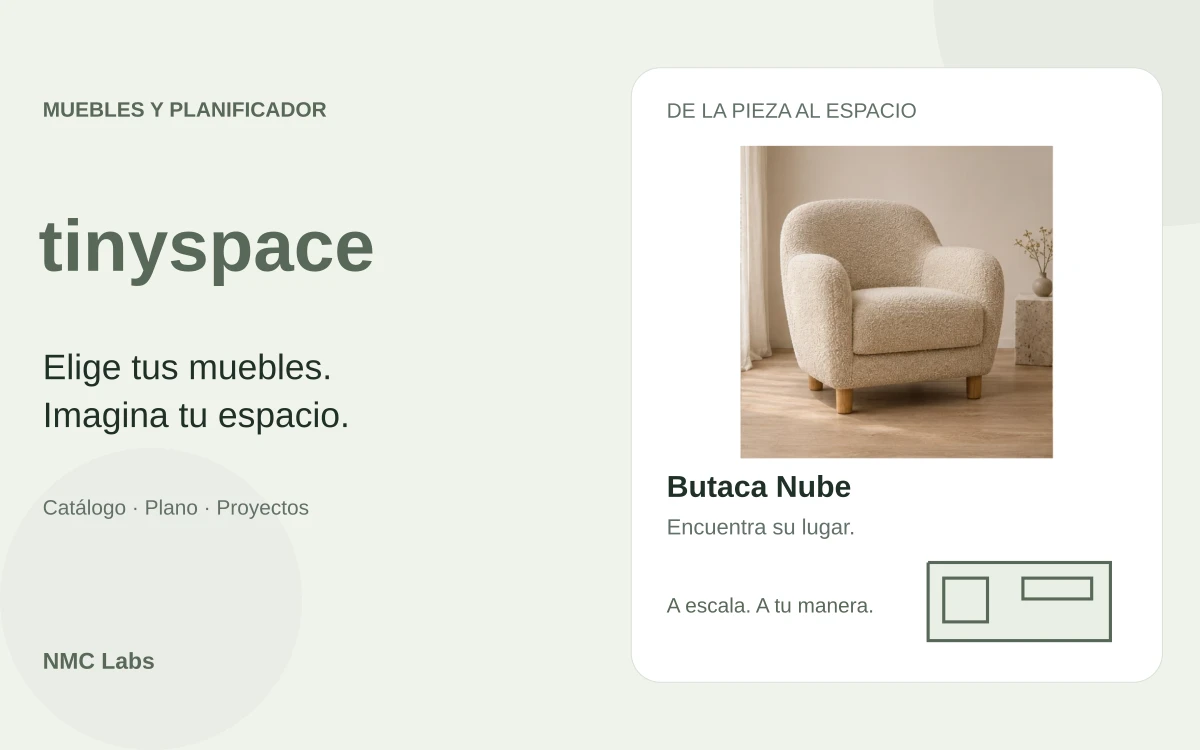 MUEBLES Y PLANIFICADOR
tinyspace
Elige tus muebles.
Imagina tu espacio.
Catálogo · Plano · Proyectos
NMC Labs
DE LA PIEZA AL ESPACIO
Butaca Nube
Encuentra su lugar.
A escala. A tu manera.